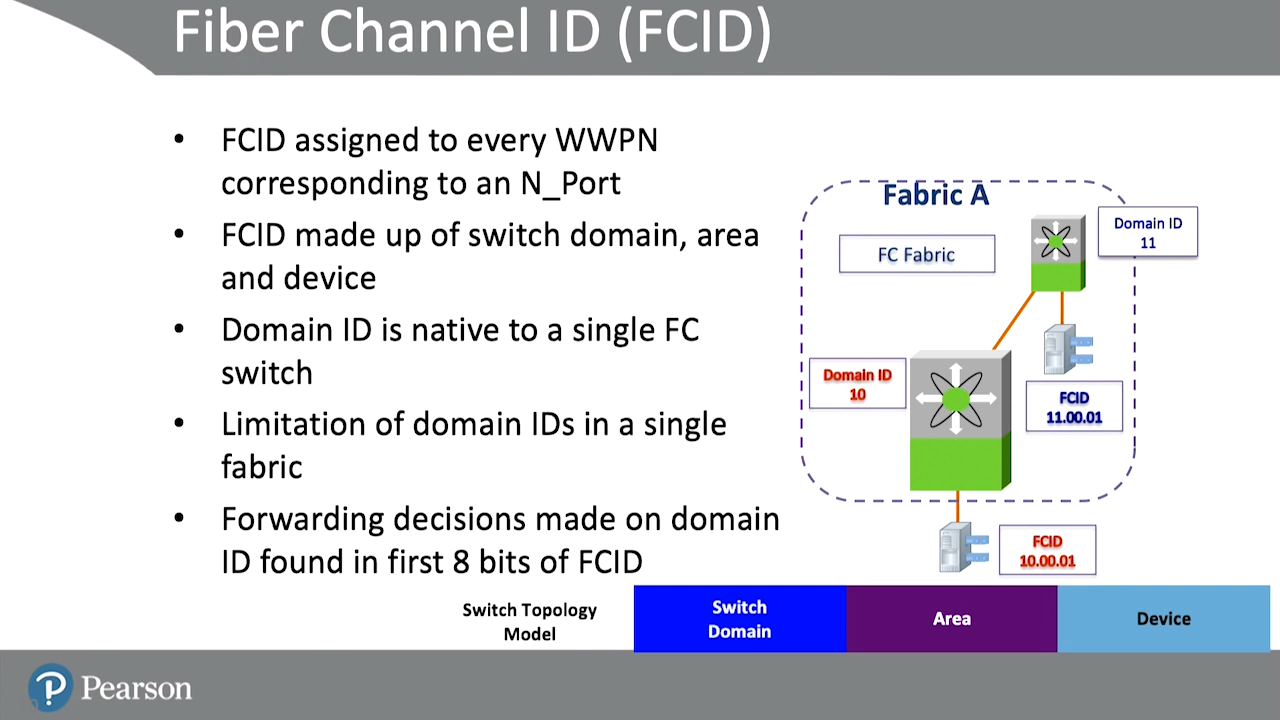 Fiber Channel ID (FCID)
• FCID assigned to every WWPN
corresponding to an N_Port
• FCID made up of switch domain, area
and device
• Domain ID is native to a single FC
switch
• Limitation of domain IDs in a single
fabric
• Forwarding decisions made on domain
ID found in first 8 bits of FCID
Fabric A
FC Fabric
Domain ID
11
Domain ID
10
FCID
11.00.01
FCID
10.00.01
Switch Topology
Model
Switch
Domain
Area
Device
Pearson